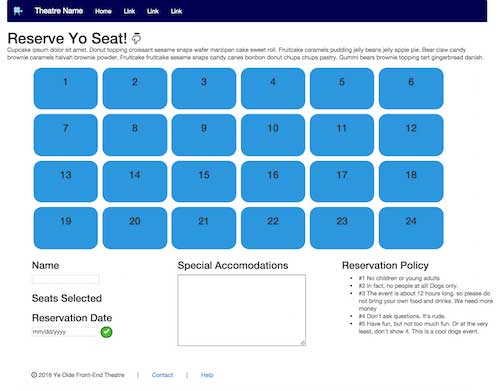 Theatre Name Home Link Link Link
Reserve Yo Seat!
Cupcake ipsum dolor sit amet. Donut topping croissant sesame snaps wafer marzipan cake sweet roll. Fruitcake caramels pudding jelly beans jelly apple pie. Bear claw candy
brownie caramels halvah brownie powder. Fruitcake fruitcake sesame snaps candy canes bonbon donut chupa chups pastry. Gummi bears brownie topping tart gingerbread danish.
1 2 3 4 5 6
7 8 9 10 11 12
13 14 15 16 17 18
19 20 21 22 23 24
Name
Seats Selected
Reservation Date
mm/dd/yyyy
Special Accomodations
Reservation Policy
#1 No children or young adults
#2 In fact, no people at all! Dogs only.
#3 The event is about 12 hours long, so please do
not bring your own food and drinks. We need more
money
#4 Don't ask questions. It's rude.
#5 Have fun, but not too much fun. Or at the very
least, don't show it. This is a cool dogs event.
© 2016 Ye Olde Front-End Theatre | Contact | Help